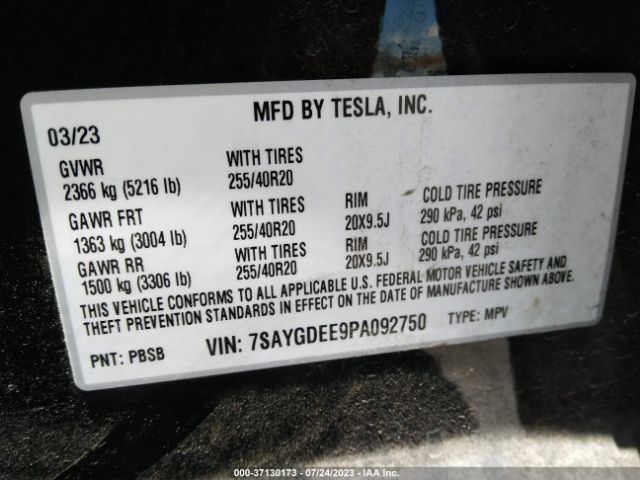 MFD BY TESLA, INC.
03/23
GVWR
2366 kg (5216 lb)
WITH TIRES
255/40R20
GAWR FRT
1363 kg (3004 lb)
WITH TIRES
255/40R20
RIM
20X9.5J
COLD TIRE PRESSURE
290 kPa, 42 psi
GAWR RR
1500 kg (3306 lb)
WITH TIRES
255/40R20
RIM
20X9.5J
COLD TIRE PRESSURE
290 kPa, 42 psi
THIS VEHICLE CONFORMS TO ALL APPLICABLE U.S. FEDERAL MOTOR VEHICLE SAFETY AND
THEFT PREVENTION STANDARDS IN EFFECT ON THE DATE OF MANUFACTURE SHOWN ABOVE.
PNT: PBSB
VIN: 7SAYGDEE9PA092750
TYPE: MPV
000-37130173 - 07/24/2023 - IAA Inc.